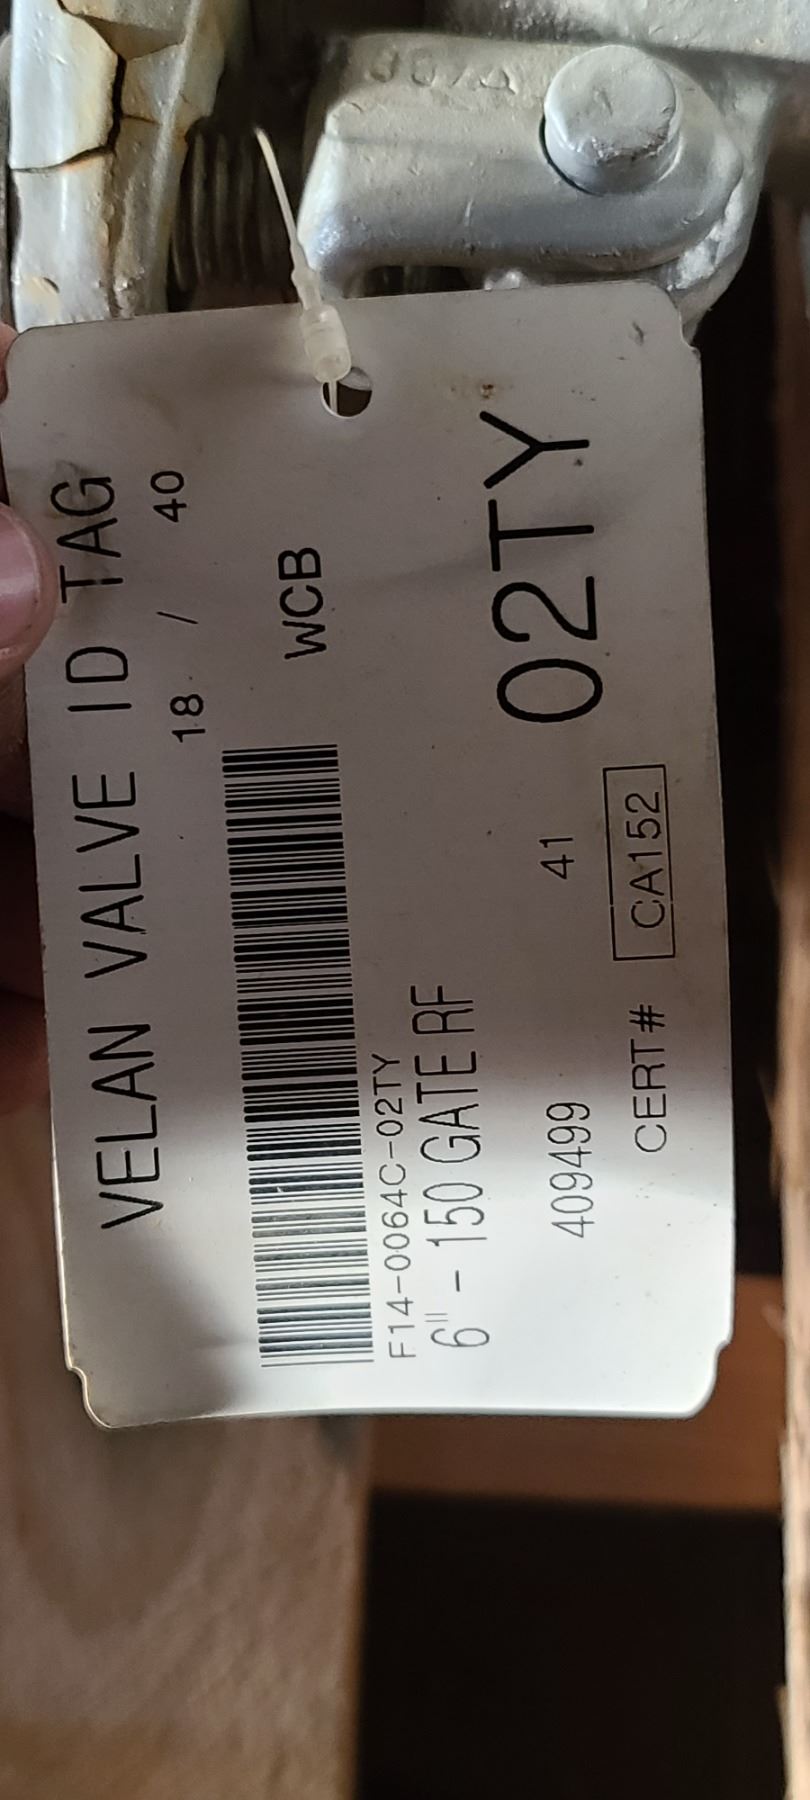 VELAN VALVE ID TAG
18 / 40
WCB
F14-0064C-02TY
6" - 150 GATE RF
02TY
409499 41
CERT# CA152